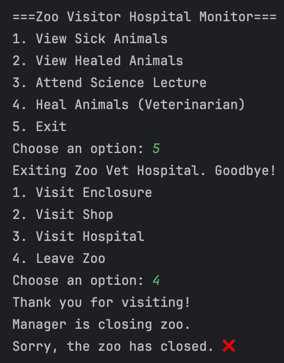 ===Zoo Visitor Hospital Monitor===
1. View Sick Animals
2. View Healed Animals
3. Attend Science Lecture
4. Heal Animals (Veterinarian)
5. Exit
Choose an option: 5
Exiting Zoo Vet Hospital. Goodbye!
1. Visit Enclosure
2. Visit Shop
3. Visit Hospital
4. Leave Zoo
Choose an option: 4
Thank you for visiting!
Manager is closing zoo.
Sorry, the zoo has closed. ❌